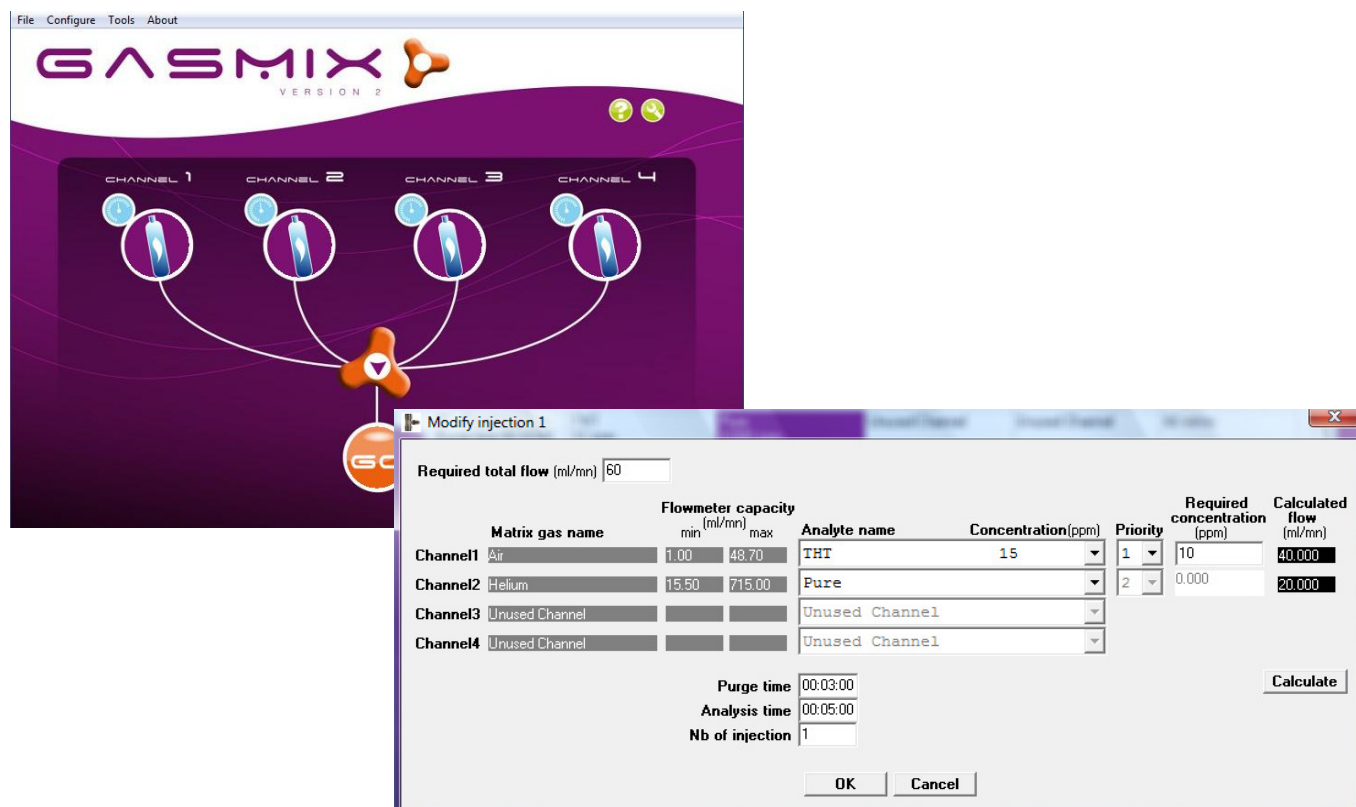 File Configure Tools About
GASMIX
VERSION 2
?
CHANNEL 1 CHANNEL 2 CHANNEL 3 CHANNEL 4
GC
Modify injection 1
Required total flow (ml/mn) 60
Matrix gas name Flowmeter capacity (ml/mn) min max Analyte name Concentration(ppm) Priority Required concentration (ppm) Calculated flow (ml/mn)
Channel1 Air 1.00 48.70 THT 15 1 10 40.000
Channel2 Helium 15.50 715.00 Pure 2 0.000 20.000
Channel3 Unused Channel Unused Channel
Channel4 Unused Channel Unused Channel
Purge time 00:03:00
Calculate
Analysis time 00:05:00
Nb of injection 1
OK Cancel